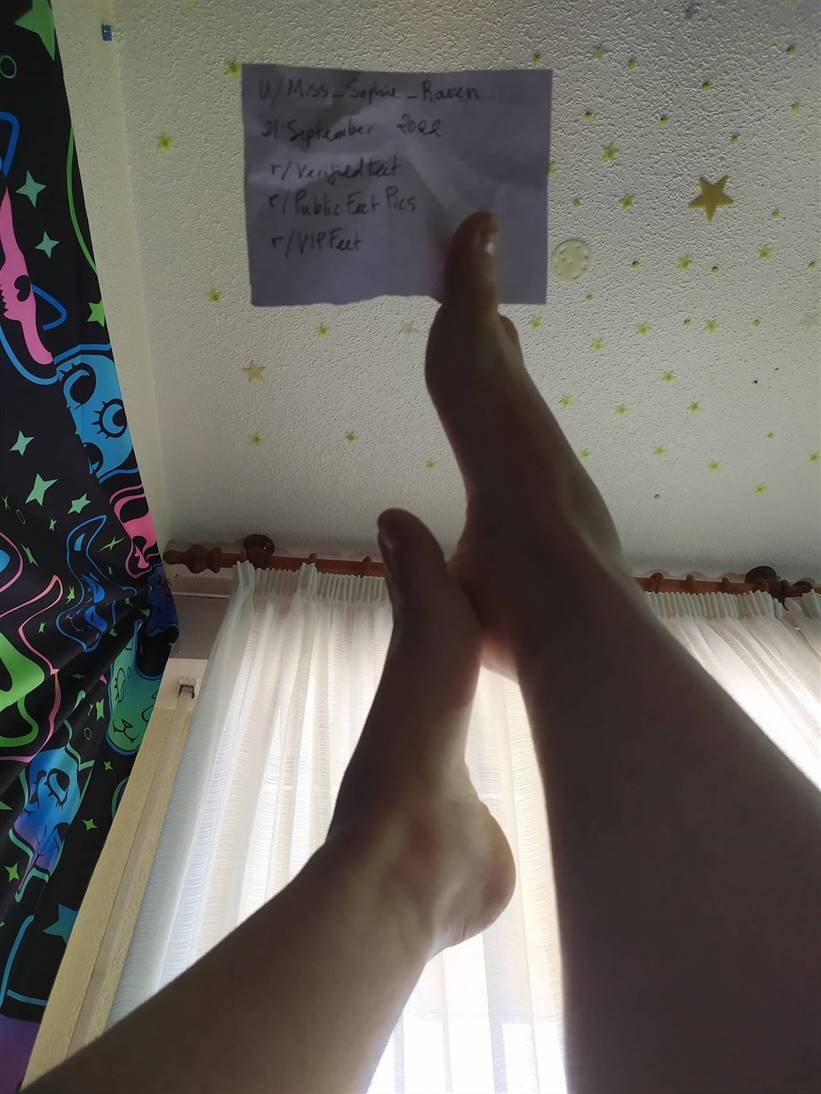 u/Miss_Sophie_Raven
21 September 2022
r/VerifiedFeet
r/PublicFeetPics
r/VIPFeet